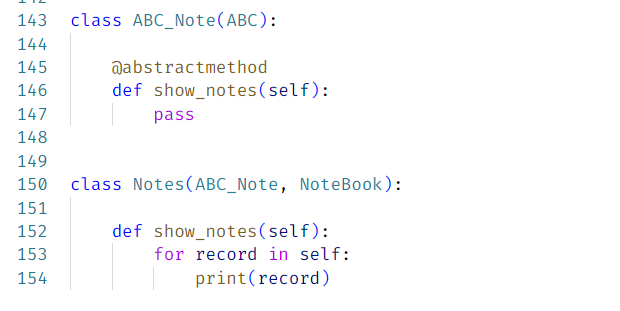 143 class ABC_Note(ABC):
144
145     @abstractmethod
146     def show_notes(self):
147         pass
148
149
150 class Notes(ABC_Note, NoteBook):
151
152     def show_notes(self):
153         for record in self:
154             print(record)